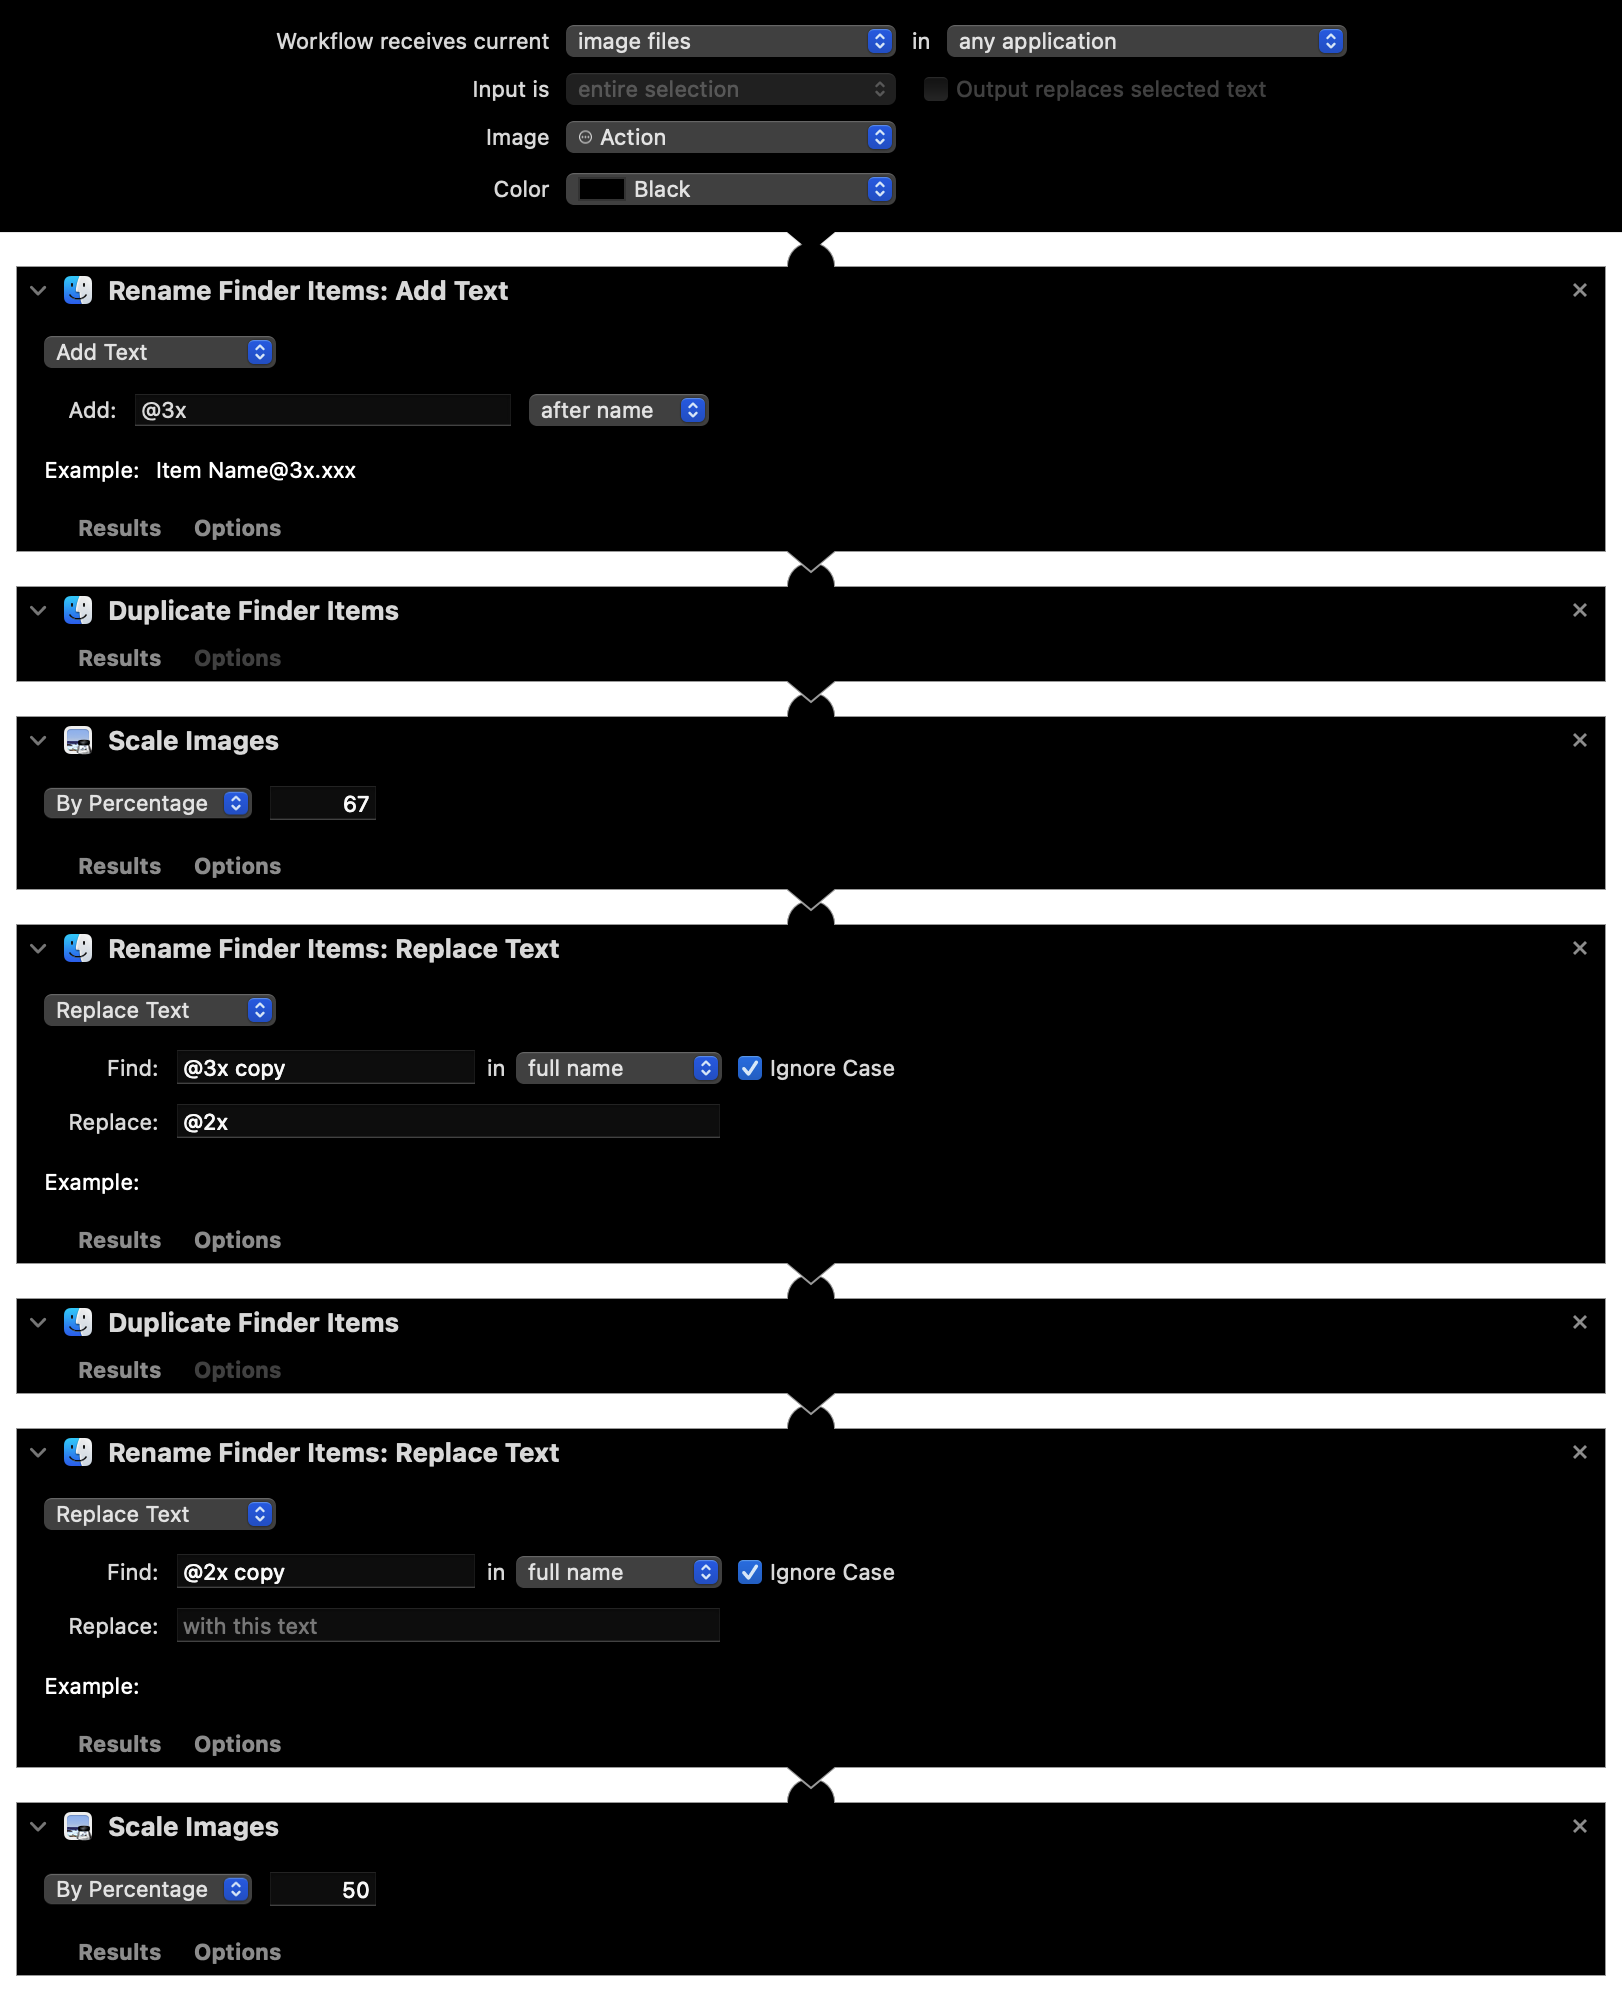 Workflow receives current image files in any application
Input is entire selection Output replaces selected text
Image Action
Color Black
Rename Finder Items: Add Text
Add Text
Add: @3x after name
Example: Item Name@3x.xxx
Results Options
Duplicate Finder Items
Results Options
Scale Images
By Percentage 67
Results Options
Rename Finder Items: Replace Text
Replace Text
Find: @3x copy in full name Ignore Case
Replace: @2x
Example:
Results Options
Duplicate Finder Items
Results Options
Rename Finder Items: Replace Text
Replace Text
Find: @2x copy in full name Ignore Case
Replace: with this text
Example:
Results Options
Scale Images
By Percentage 50
Results Options